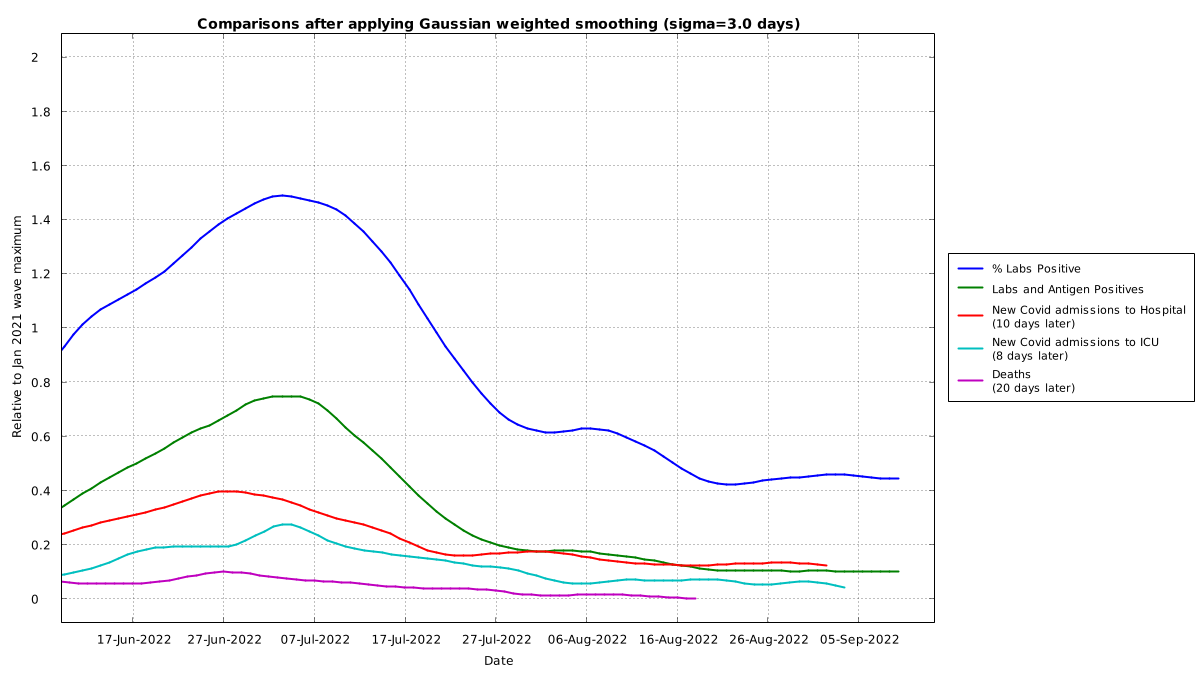 Comparisons after applying Gaussian weighted smoothing (sigma=3.0 days)
2
1.8
1.6
1.4
1.2
1
0.8
0.6
0.4
0.2
0
Relative to Jan 2021 wave maximum
17-Jun-2022
27-Jun-2022
07-Jul-2022
17-Jul-2022
27-Jul-2022
06-Aug-2022
16-Aug-2022
26-Aug-2022
05-Sep-2022
Date
% Labs Positive
Labs and Antigen Positives
New Covid admissions to Hospital
(10 days later)
New Covid admissions to ICU
(8 days later)
Deaths
(20 days later)